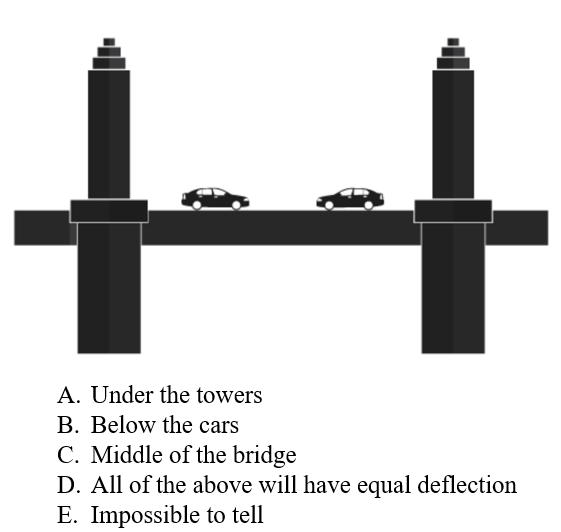 A. Under the towers
B. Below the cars
C. Middle of the bridge
D. All of the above will have equal deflection
E. Impossible to tell